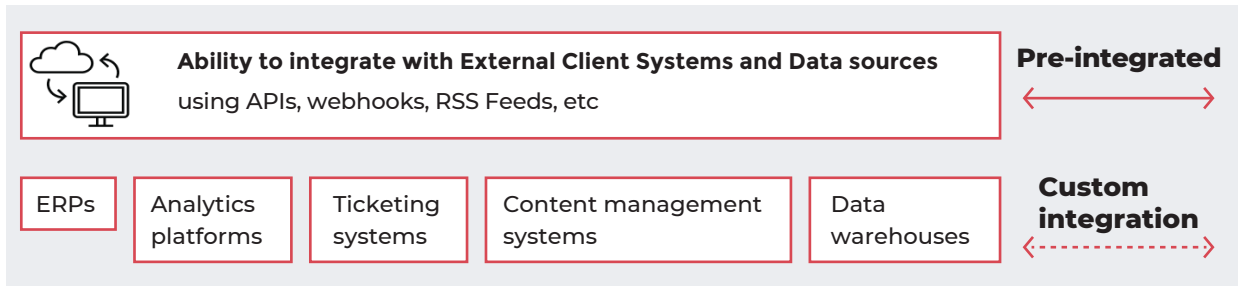 Ability to integrate with External Client Systems and Data sources
using APIs, webhooks, RSS Feeds, etc
Pre-integrated
ERPs
Analytics
platforms
Ticketing
systems
Content management
systems
Data
warehouses
Custom
integration